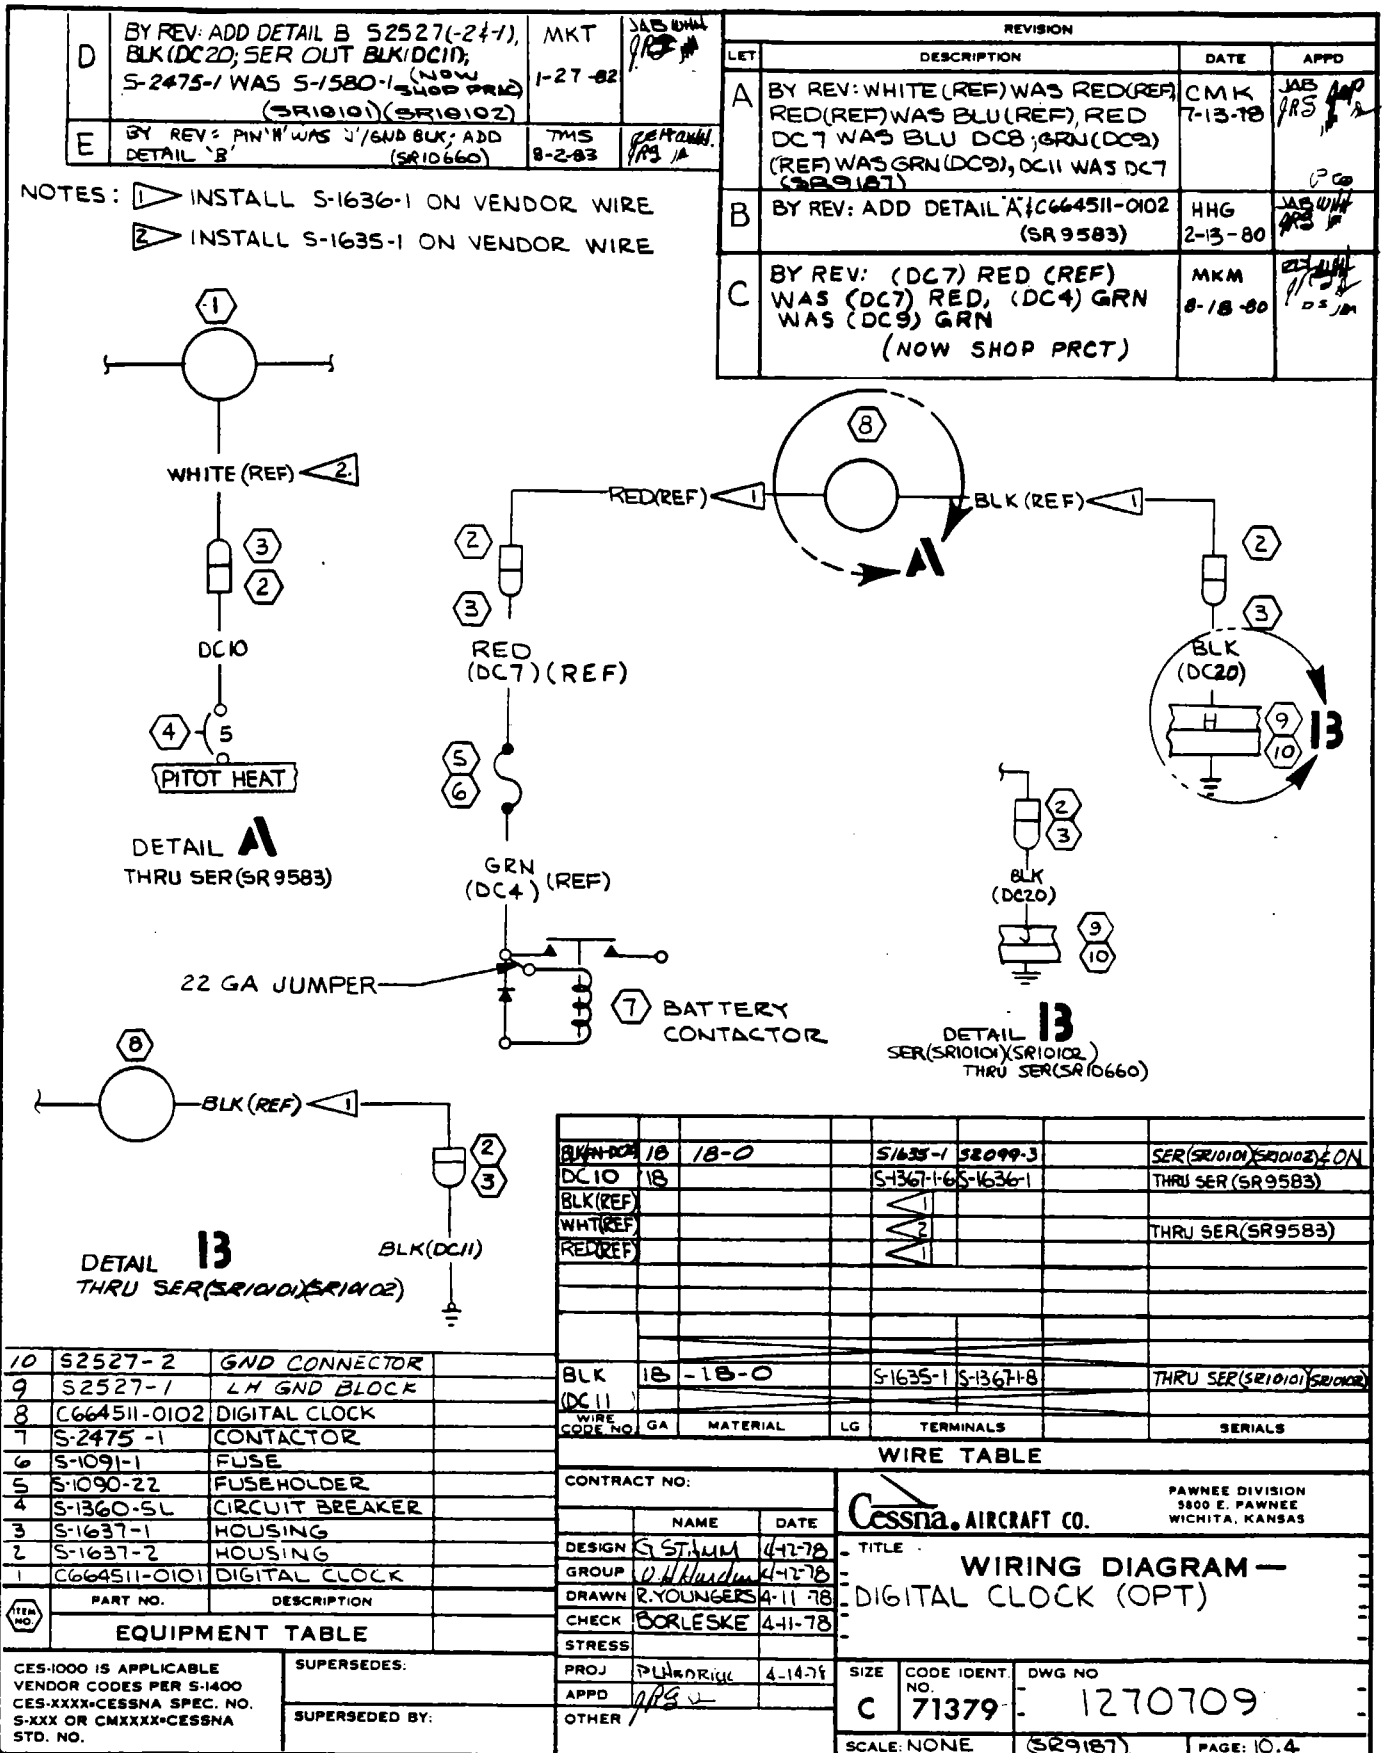 D
BY REV: ADD DETAIL B S2527(-2&-1),
BLK(DC20); SER OUT BLK(DC11);
S-2475-1 WAS S-1580-1 (NOW
SHOP PRAC)
(SR10101)(SR10102)
MKT
1-27-82
E
BY REV: PIN 'H' WAS 'J'/GND BLK; ADD
DETAIL 'B'
(SR10660)
TMS
8-2-83
REVISION
LET
DESCRIPTION
DATE
APPD
A
BY REV: WHITE (REF) WAS RED(REF)
RED(REF) WAS BLU(REF), RED
DC7 WAS BLU DC8; GRN(DC9)
(REF) WAS GRN(DC9), DC11 WAS DC7
(SR9187)
CMK
7-13-78
B
BY REV: ADD DETAIL "A"&C664511-0102
(SR 9583)
HHG
2-13-80
C
BY REV: (DC7) RED (REF)
WAS (DC7) RED, (DC4) GRN
WAS (DC9) GRN
(NOW SHOP PRCT)
MKM
8-18-80
NOTES: 1 INSTALL S-1636-1 ON VENDOR WIRE
2 INSTALL S-1635-1 ON VENDOR WIRE
1
WHITE (REF) 2
3
2
DC10
4
5
PITOT HEAT
DETAIL A
THRU SER(SR9583)
8
RED(REF) 1
BLK (REF) 1
A
2
3
RED
(DC7) (REF)
5
6
GRN
(DC4) (REF)
22 GA JUMPER
7 BATTERY
CONTACTOR
2
3
BLK
(DC20)
H
9
10
B
2
3
BLK
(DC20)
J
9
10
DETAIL B
SER(SR10101)(SR10102)
THRU SER(SR10660)
8
BLK (REF) 1
2
3
BLK(DC11)
DETAIL B
THRU SER(SR10101)(SR10102)
18 18-0 S1635-1 S2099-3 SER(SR10101)(SR10102)&ON
DC10 18 S-1367-1-6 S-1636-1 THRU SER (SR9583)
BLK(REF) 1
WHT(REF) 2 THRU SER(SR9583)
RED(REF) 1
BLK (DC11) 18 -18-0 S-1635-1 S-1367-1-8 THRU SER(SR10101)(SR10102)
WIRE CODE NO. GA MATERIAL LG TERMINALS SERIALS
WIRE TABLE
10 S2527-2 GND CONNECTOR
9 S2527-1 LH GND BLOCK
8 C664511-0102 DIGITAL CLOCK
7 S-2475-1 CONTACTOR
6 S-1091-1 FUSE
5 S-1090-22 FUSEHOLDER
4 S-1360-5L CIRCUIT BREAKER
3 S-1637-1 HOUSING
2 S-1637-2 HOUSING
1 C664511-0101 DIGITAL CLOCK
ITEM NO. PART NO. DESCRIPTION
EQUIPMENT TABLE
CES-1000 IS APPLICABLE
VENDOR CODES PER S-1400
CES-XXXX=CESSNA SPEC. NO.
S-XXX OR CMXXXX=CESSNA
STD. NO.
SUPERSEDES:
SUPERSEDED BY:
CONTRACT NO:
NAME DATE
DESIGN G STIMM 4-12-78
GROUP 4-12-78
DRAWN R. YOUNGERS 4-11-78
CHECK BORLESKE 4-11-78
STRESS
PROJ 4-14-78
APPD
OTHER
Cessna. AIRCRAFT CO.
PAWNEE DIVISION
5800 E. PAWNEE
WICHITA, KANSAS
TITLE
WIRING DIAGRAM—
DIGITAL CLOCK (OPT)
SIZE
C
CODE IDENT. NO.
71379
DWG NO
1270709
SCALE: NONE
(SR9187)
PAGE: 10.4